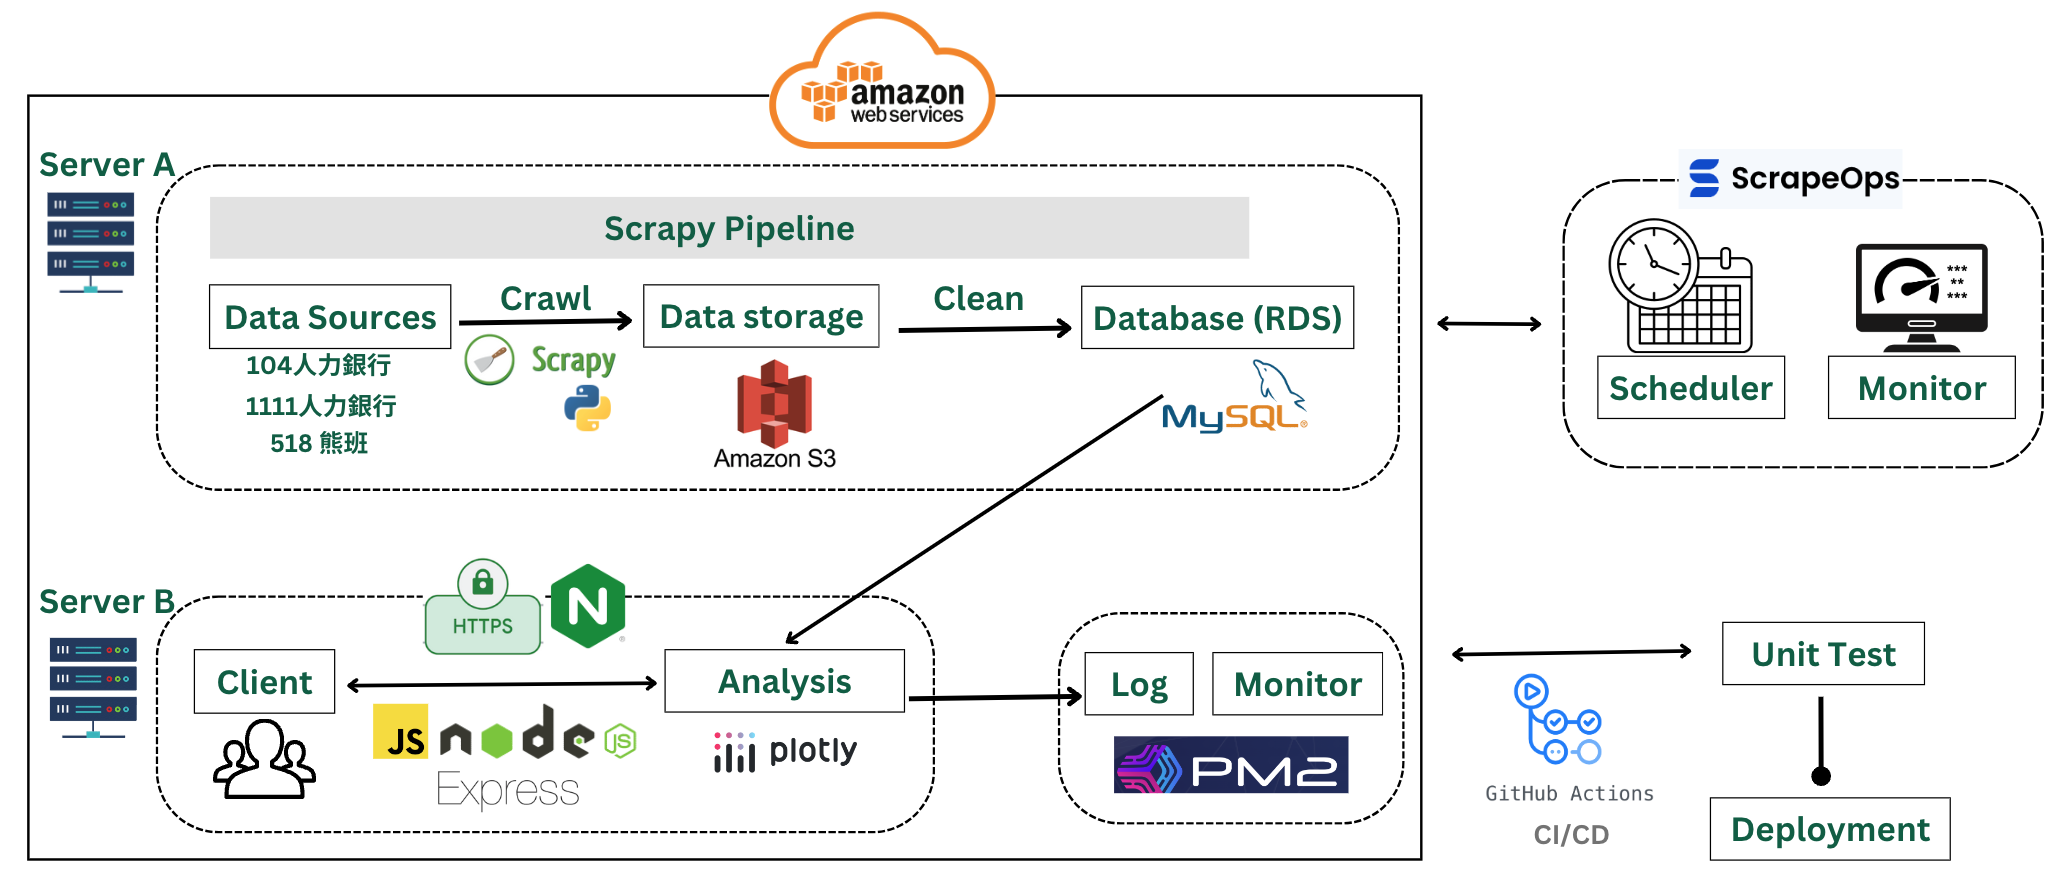 amazon
web services
Server A
ScrapeOps
Scrapy Pipeline
Data Sources
Crawl
Data storage
Clean
Database (RDS)
104人力銀行
1111人力銀行
518 熊班
Scrapy
Amazon S3
MySQL®
***
**
***
Scheduler
Monitor
Server B
HTTPS
N®
Client
Analysis
Log
Monitor
Unit Test
JS
node
JS
Express
plotly
PM2
GitHub Actions
CI/CD
Deployment